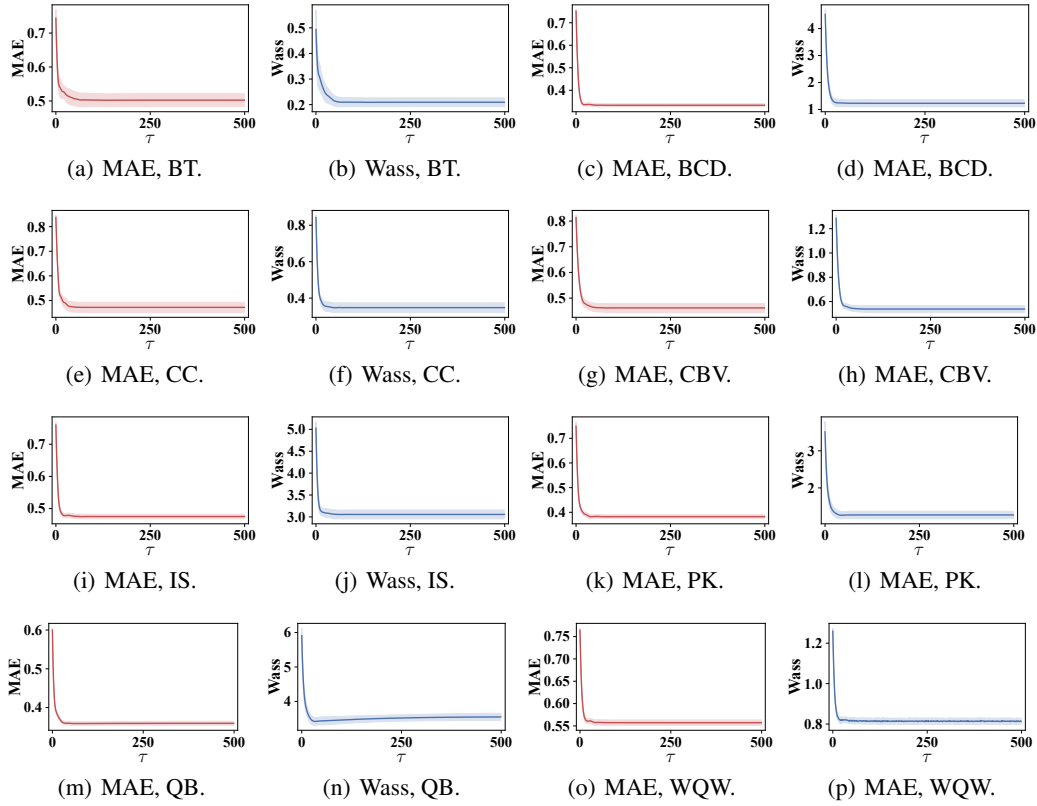 MAE
0.7
0.6
0.5
0
250
500
τ
(a) MAE, BT.
Wass
0.5
0.4
0.3
0.2
0
250
500
τ
(b) Wass, BT.
MAE
0.7
0.6
0.5
0.4
0
250
500
τ
(c) MAE, BCD.
Wass
4
3
2
1
0
250
500
τ
(d) MAE, BCD.
MAE
0.8
0.7
0.6
0.5
0
250
500
τ
(e) MAE, CC.
Wass
0.8
0.6
0.4
0
250
500
τ
(f) Wass, CC.
MAE
0.8
0.7
0.6
0.5
0
250
500
τ
(g) MAE, CBV.
Wass
1.2
1.0
0.8
0.6
0
250
500
τ
(h) MAE, CBV.
MAE
0.7
0.6
0.5
0
250
500
τ
(i) MAE, IS.
Wass
5.0
4.5
4.0
3.5
3.0
0
250
500
τ
(j) Wass, IS.
MAE
0.7
0.6
0.5
0.4
0
250
500
τ
(k) MAE, PK.
Wass
3
2
0
250
500
τ
(l) MAE, PK.
MAE
0.6
0.5
0.4
0
250
500
τ
(m) MAE, QB.
Wass
6
5
4
0
250
500
τ
(n) Wass, QB.
MAE
0.75
0.70
0.65
0.60
0.55
0
250
500
τ
(o) MAE, WQW.
Wass
1.2
1.0
0.8
0
250
500
τ
(p) MAE, WQW.